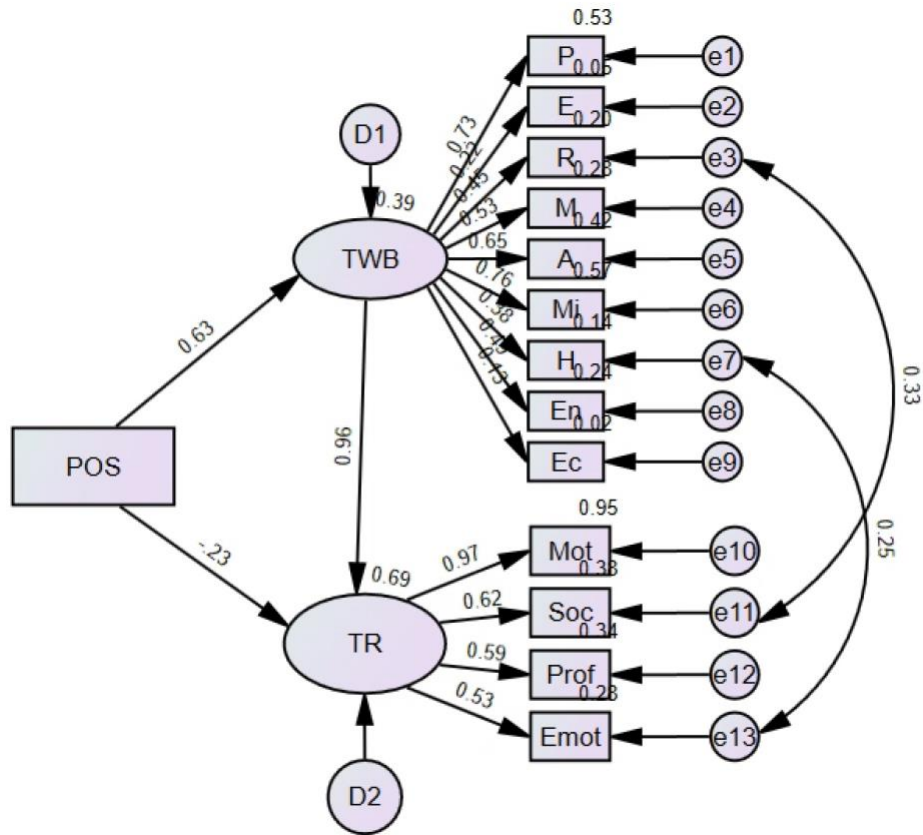 0.53
P
e1
0.05
E
e2
0.20
R
e3
0.28
M
e4
0.42
A
e5
0.57
Mi
e6
0.14
H
e7
0.24
En
e8
0.02
Ec
e9
D1
0.39
TWB
0.73
0.22
0.45
0.53
0.65
0.76
0.38
0.49
0.13
0.63
0.33
0.25
POS
0.96
-.23
0.69
TR
0.97
0.62
0.59
0.53
0.95
Mot
e10
0.38
Soc
e11
0.34
Prof
e12
0.28
Emot
e13
D2